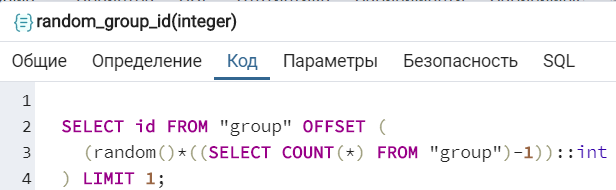 random_group_id(integer)
Общие Определение Код Параметры Безопасность SQL
1
2 SELECT id FROM "group" OFFSET (
3 (random()*((SELECT COUNT(*) FROM "group")-1))::int
4 ) LIMIT 1;